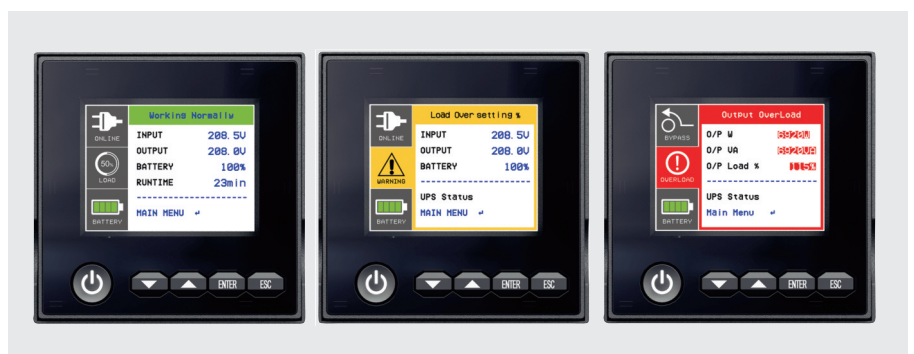 Working Normally
ONLINE
INPUT 208.5V
OUTPUT 208.0V
50%
LOAD
BATTERY 100%
RUNTIME 23min
BATTERY
MAIN MENU ↵
ENTER ESC
Load Over setting %
ONLINE
INPUT 208.5V
OUTPUT 208.0V
WARNING
BATTERY 100%
UPS Status
BATTERY
MAIN MENU ↵
ENTER ESC
Output OverLoad
BYPASS
O/P W 6920W
O/P VA 6920VA
OVERLOAD
O/P Load % 115%
UPS Status
BATTERY
Main Menu ↵
ENTER ESC